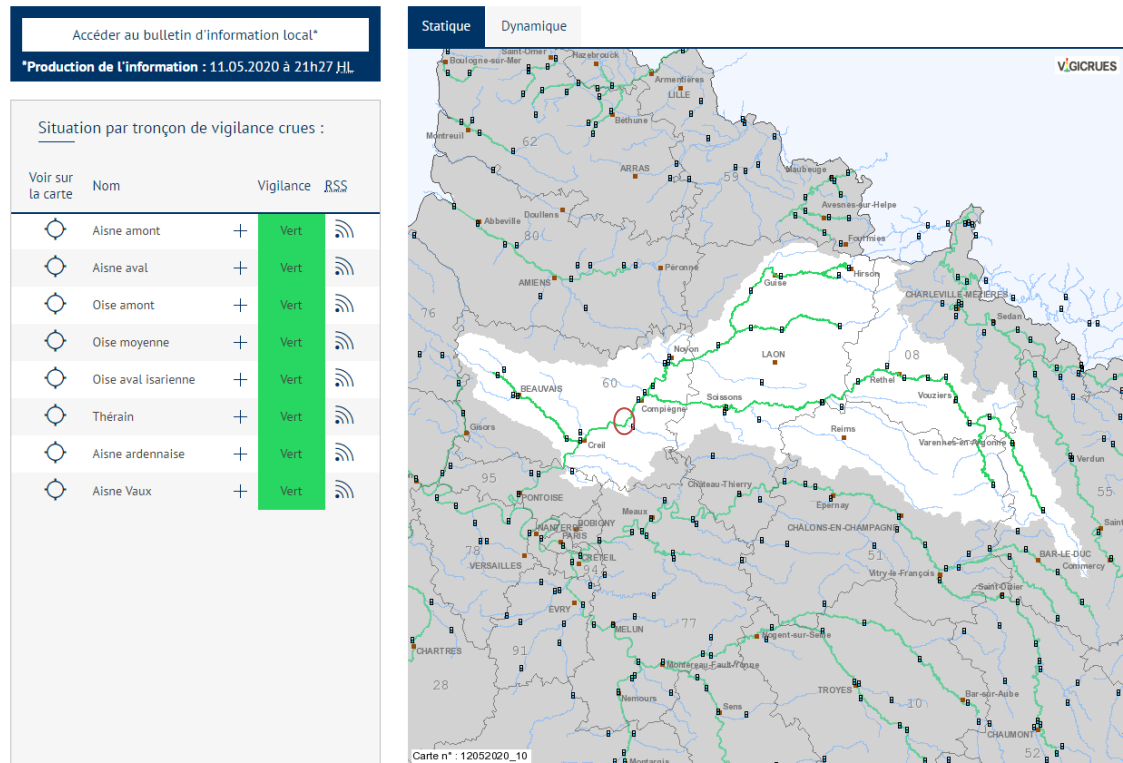 Accéder au bulletin d'information local*
*Production de l'information : 11.05.2020 à 21h27 HL
Situation par tronçon de vigilance crues :
Voir sur
la carte
Nom
Vigilance
RSS
Aisne amont
Vert
Aisne aval
Vert
Oise amont
Vert
Oise moyenne
Vert
Oise aval isarienne
Vert
Thérain
Vert
Aisne ardennaise
Vert
Aisne Vaux
Vert
Statique
Dynamique
VIGICRUES
Saint-Omer
Hazebrouck
Boulogne-sur-Mer
Armentières
LILLE
Béthune
Montreuil
62
ARRAS
59
Maubeuge
Avesnes-sur-Helpe
Doullens
Abbeville
80
Fourmies
Péronne
AMIENS
Hirson
Guise
CHARLEVILLE-MEZIERES
Sedan
76
Noyon
LAON
08
Rethel
BEAUVAIS
60
Compiègne
Soissons
Vouziers
Gisors
Creil
Reims
Varennes-en-Argonne
Verdun
95
Château-Thierry
55
PONTOISE
Epernay
Meaux
BOBIGNY
NANTERRE
PARIS
CHÂLONS-EN-CHAMPAGNE
Saint
78
VERSAILLES
CRETEIL
94
51
BAR-LE-DUC
Commercy
Vitry-le-François
Saint-Dizier
EVRY
MELUN
77
Nogent-sur-Seine
CHARTRES
91
Montereau-Fault-Yonne
28
TROYES
Bar-sur-Aube
Nemours
Sens
10
CHAUMONT
52
Montargis
Carte n° : 12052020_10